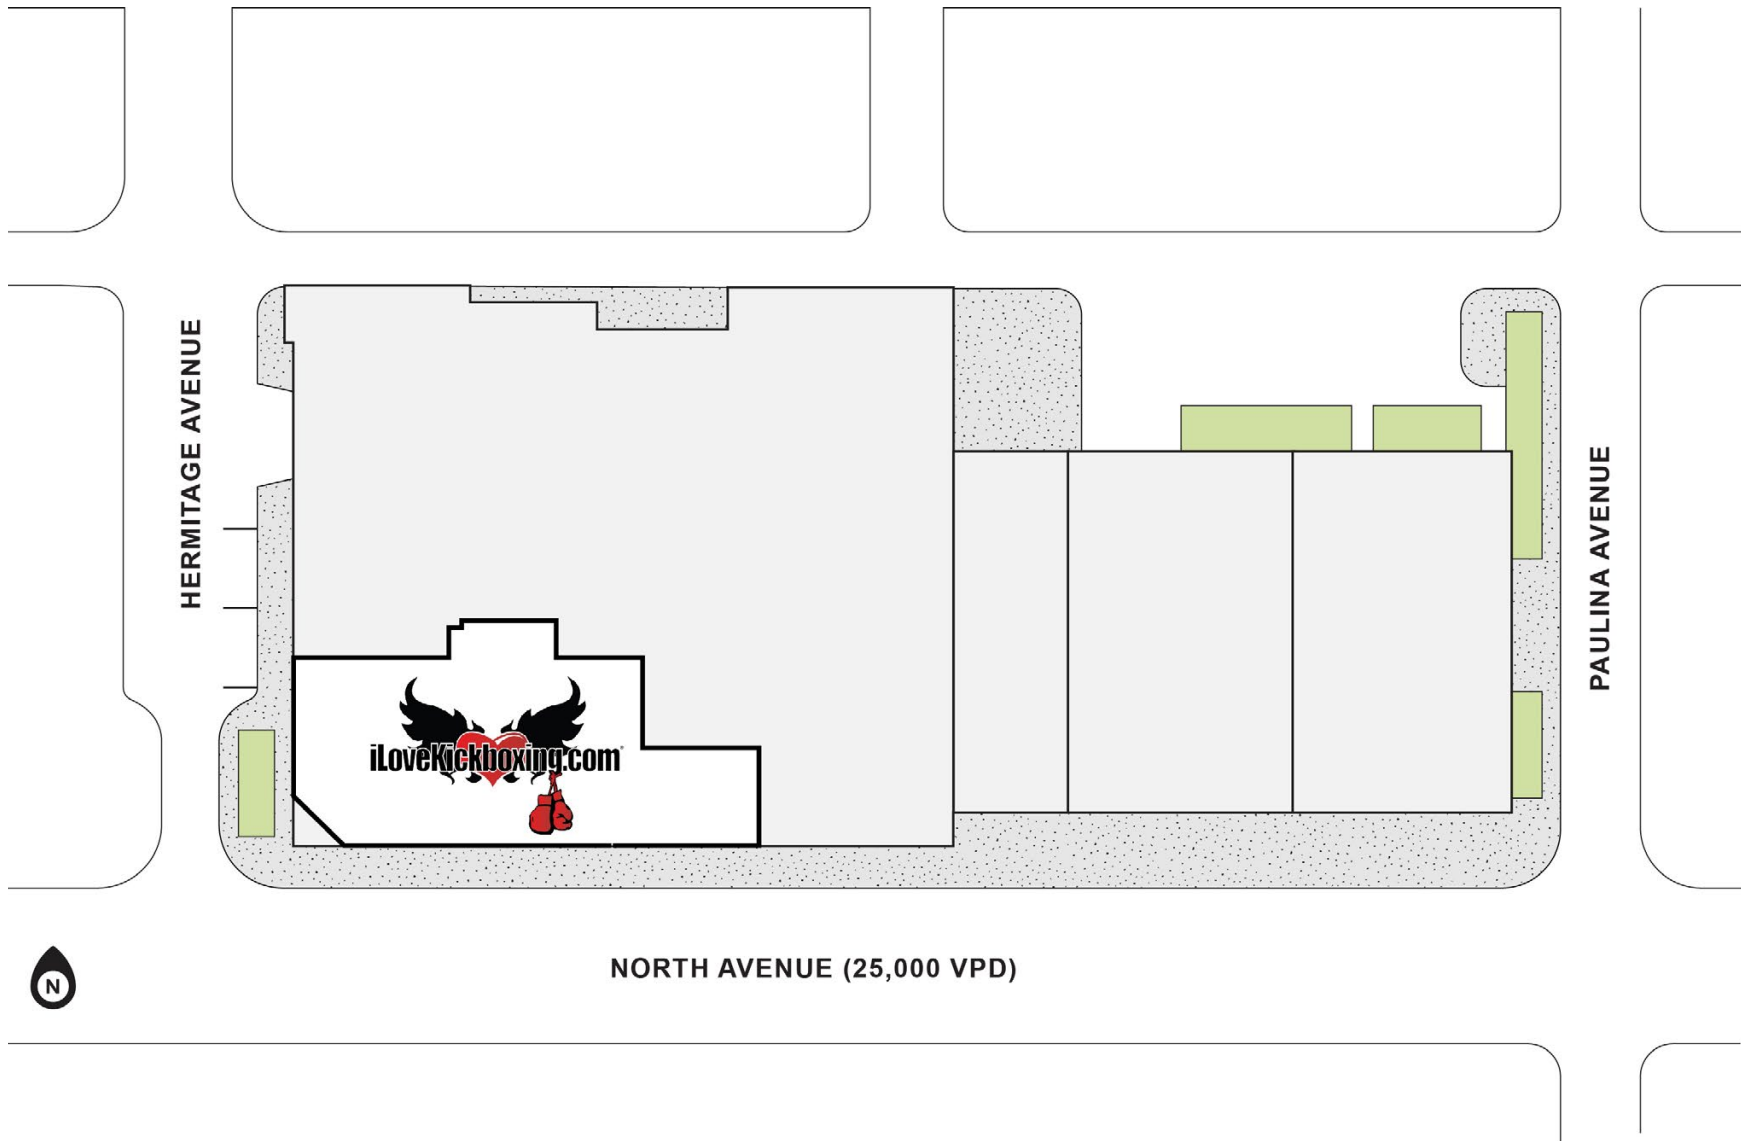 HERMITAGE AVENUE
PAULINA AVENUE
iLoveKickboxing.com
NORTH AVENUE (25,000 VPD)
N